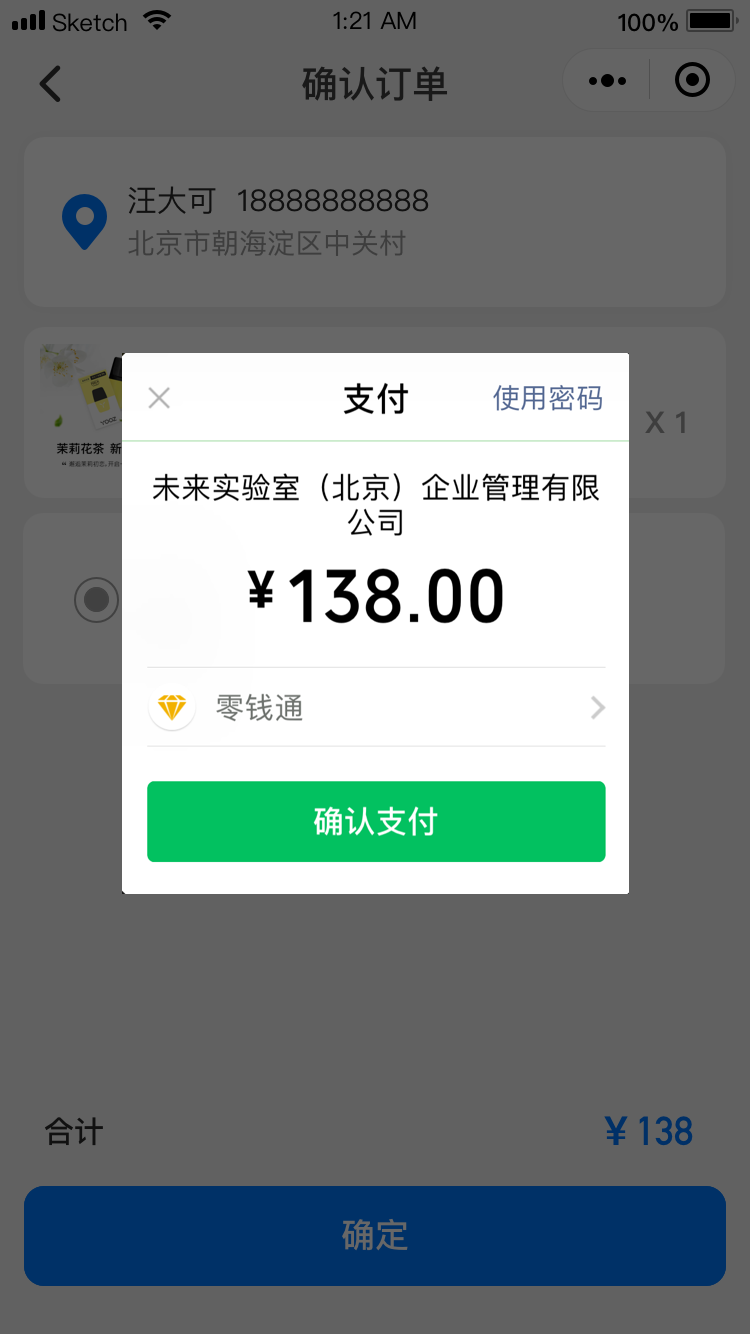 Sketch 1:21 AM 100%
确认订单
汪大可 18888888888
北京市朝海淀区中关村
支付 使用密码
X 1
茉莉花茶 新
未来实验室（北京）企业管理有限
公司
¥138.00
零钱通
确认支付
合计 ¥ 138
确定